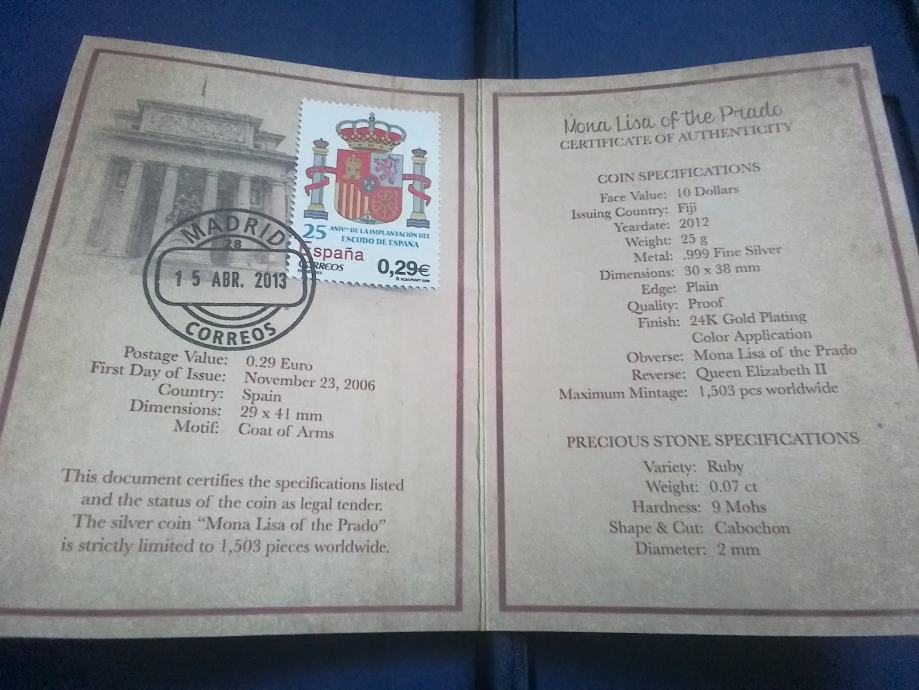 25 ANIVº DE LA IMPLANTACIÓN DEL
ESCUDO DE ESPAÑA
España
CORREOS
0,29€
MADRID
28
15 ABR. 2013
CORREOS
Postage Value: 0.29 Euro
First Day of Issue: November 23, 2006
Country: Spain
Dimensions: 29 x 41 mm
Motif: Coat of Arms
This document certifies the specifications listed
and the status of the coin as legal tender.
The silver coin “Mona Lisa of the Prado”
is strictly limited to 1,503 pieces worldwide.
Mona Lisa of the Prado
CERTIFICATE OF AUTHENTICITY
COIN SPECIFICATIONS
Face Value: 10 Dollars
Issuing Country: Fiji
Yeardate: 2012
Weight: 25 g
Metal: .999 Fine Silver
Dimensions: 30 x 38 mm
Edge: Plain
Quality: Proof
Finish: 24K Gold Plating
Color Application
Obverse: Mona Lisa of the Prado
Reverse: Queen Elizabeth II
Maximum Mintage: 1,503 pcs worldwide
PRECIOUS STONE SPECIFICATIONS
Variety: Ruby
Weight: 0.07 ct
Hardness: 9 Mohs
Shape & Cut: Cabochon
Diameter: 2 mm